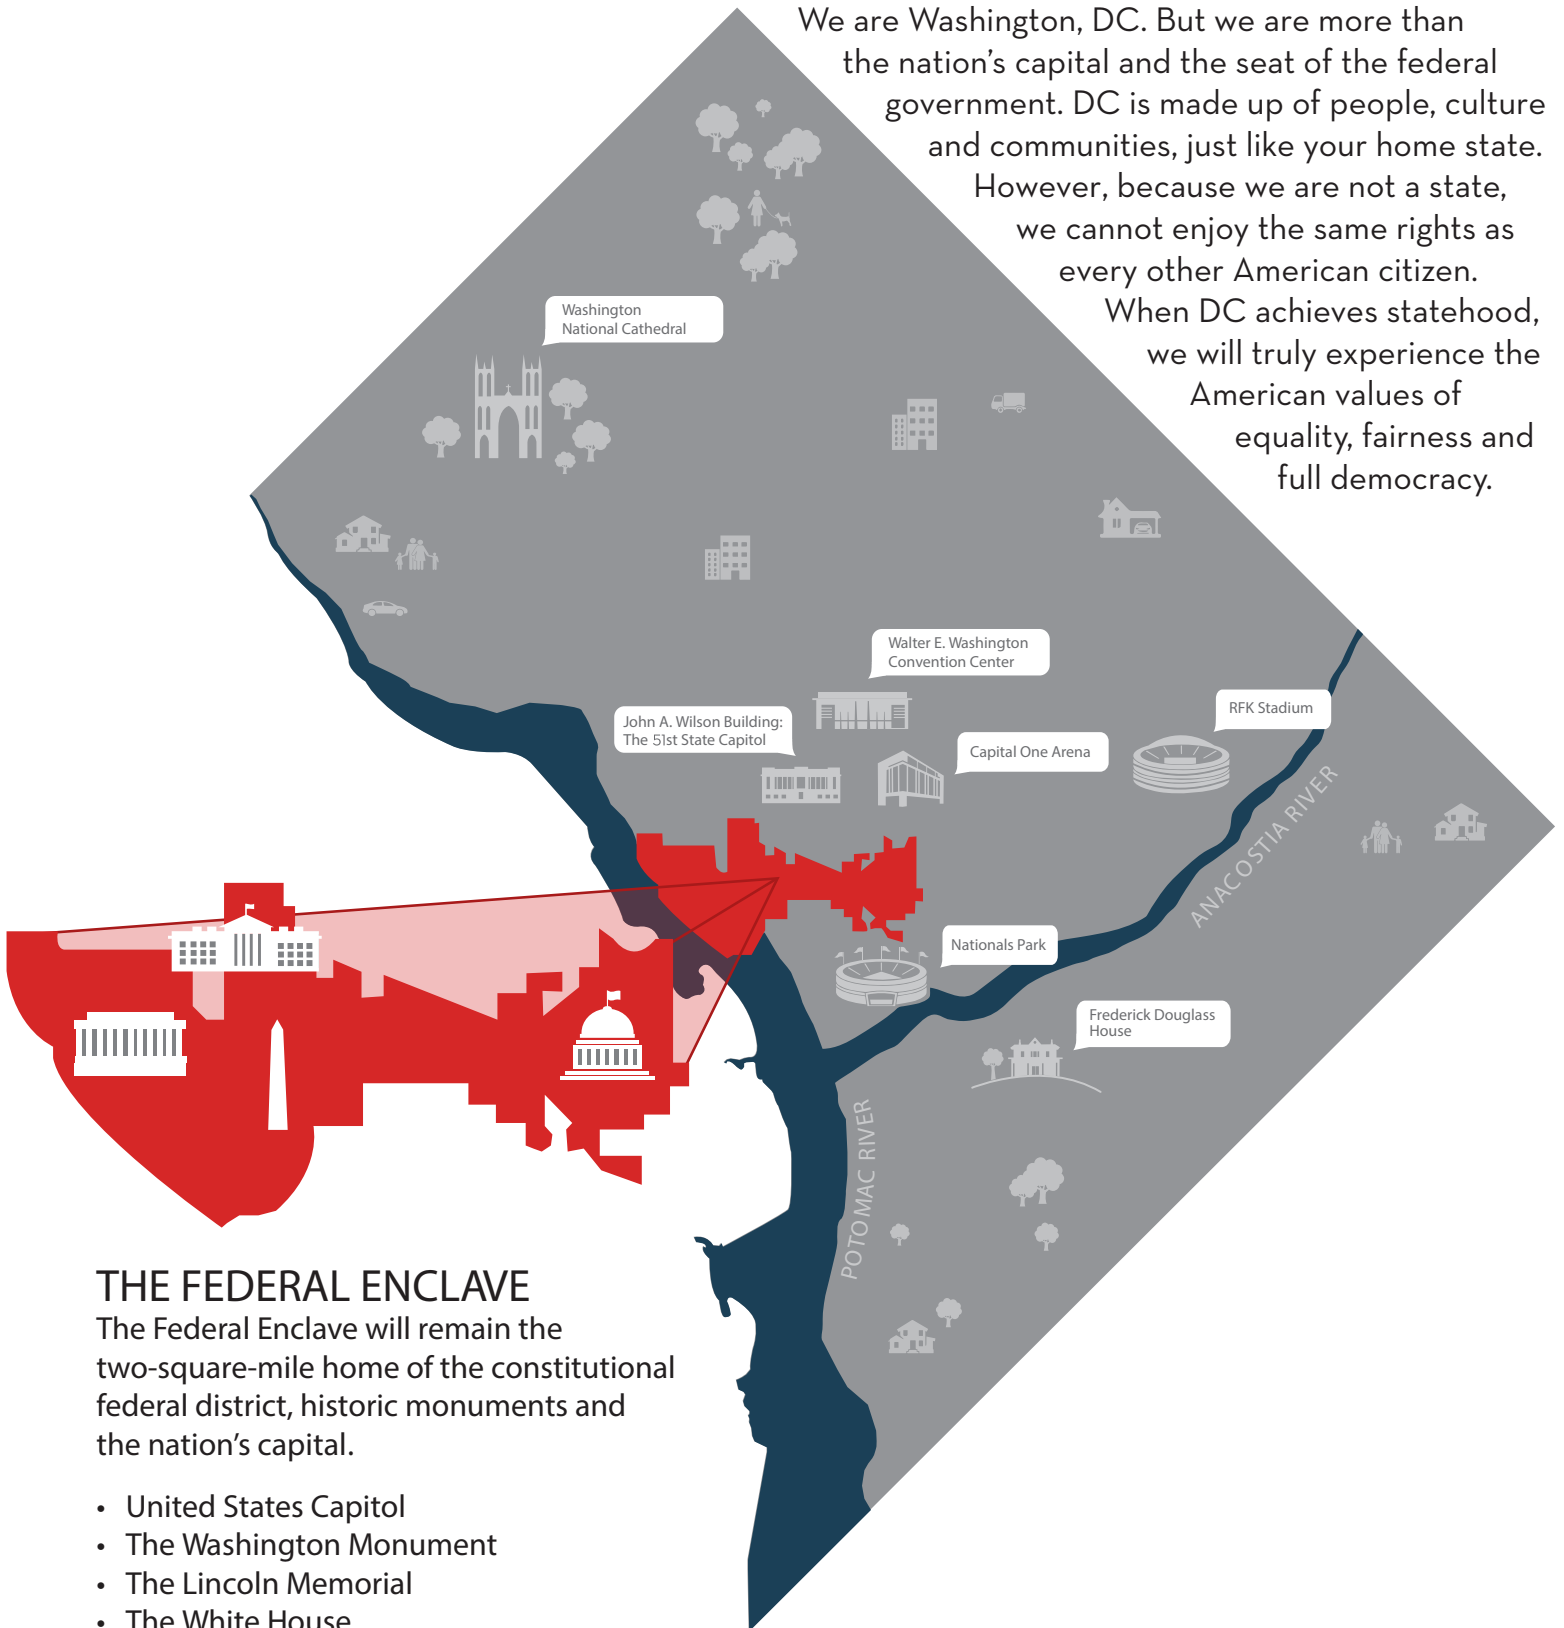 We are Washington, DC. But we are more than
the nation's capital and the seat of the federal
government. DC is made up of people, culture
and communities, just like your home state.
However, because we are not a state,
we cannot enjoy the same rights as
every other American citizen.
When DC achieves statehood,
we will truly experience the
American values of
equality, fairness and
full democracy.
Washington
National Cathedral
Walter E. Washington
Convention Center
John A. Wilson Building:
The 51st State Capitol
Capital One Arena
RFK Stadium
ANACOSTIA RIVER
Nationals Park
Frederick Douglass
House
POTOMAC RIVER
THE FEDERAL ENCLAVE
The Federal Enclave will remain the
two-square-mile home of the constitutional
federal district, historic monuments and
the nation's capital.
• United States Capitol
• The Washington Monument
• The Lincoln Memorial
• The White House